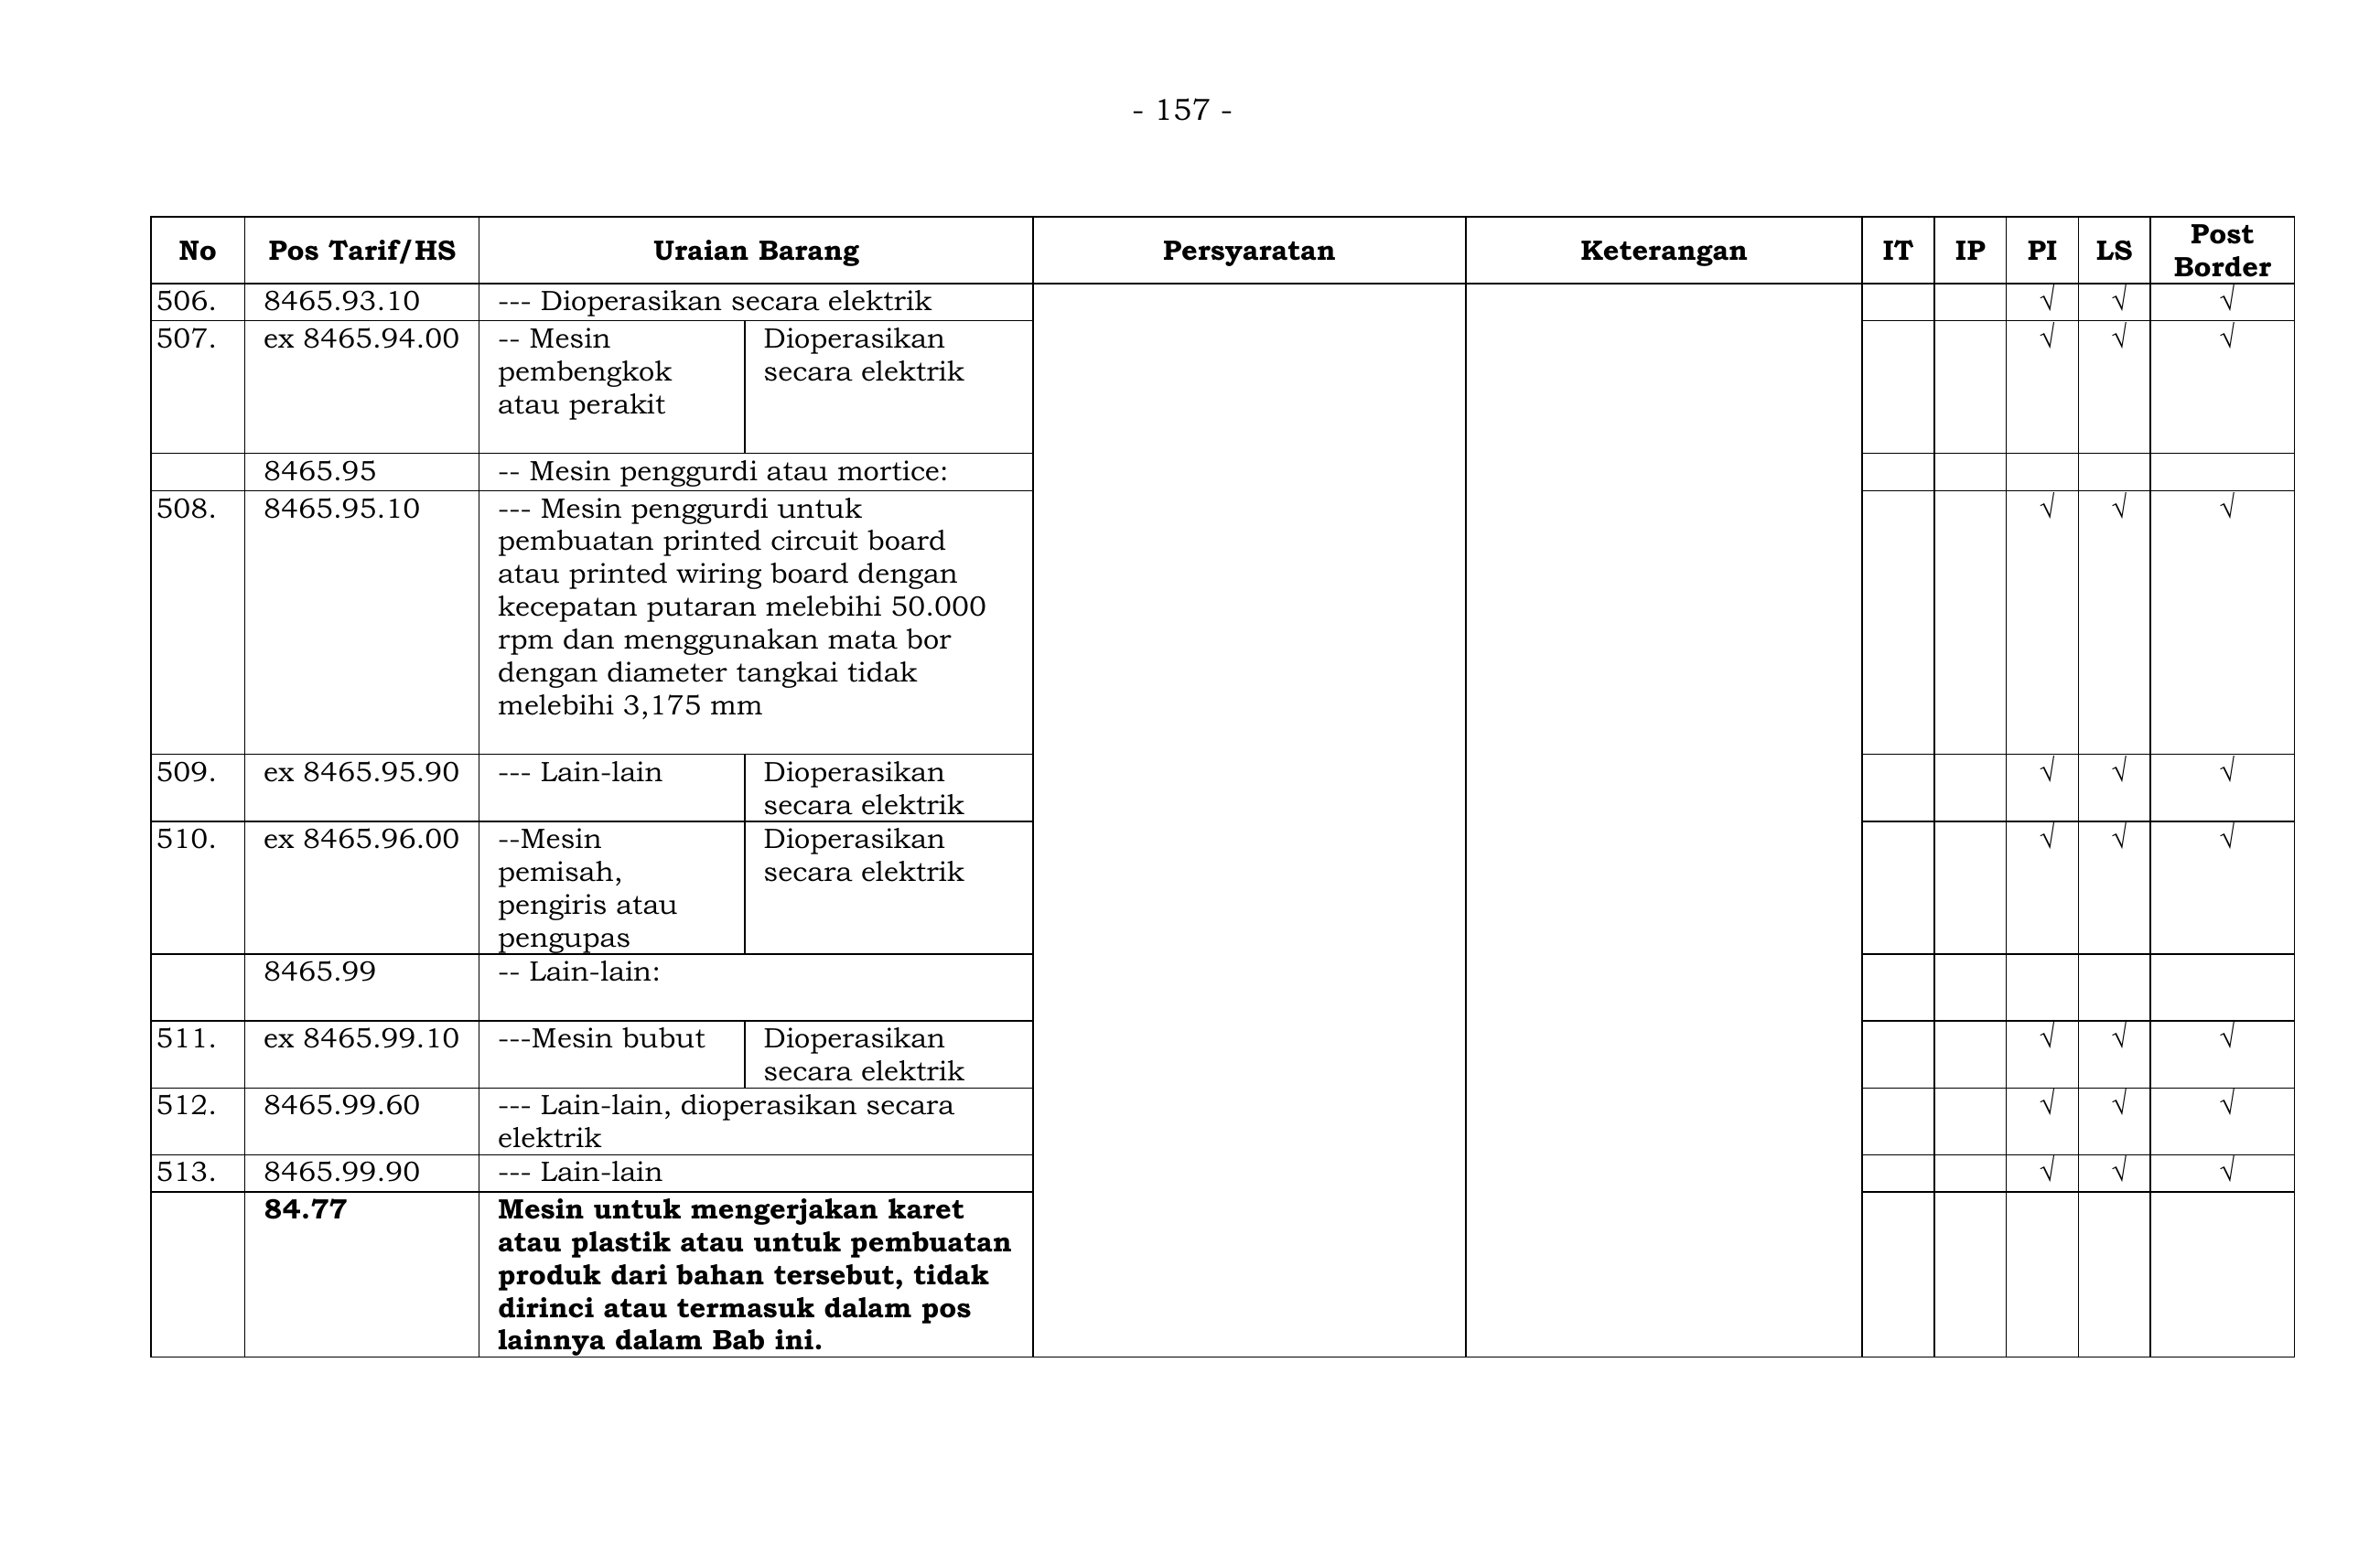 - 157 -
No Pos Tarif/HS Uraian Barang Persyaratan Keterangan IT IP PI LS Post Border
506. 8465.93.10 --- Dioperasikan secara elektrik √ √ √
507. ex 8465.94.00 -- Mesin Dioperasikan √ √ √
pembengkok secara elektrik
atau perakit
8465.95 -- Mesin penggurdi atau mortice:
508. 8465.95.10 --- Mesin penggurdi untuk √ √ √
pembuatan printed circuit board
atau printed wiring board dengan
kecepatan putaran melebihi 50.000
rpm dan menggunakan mata bor
dengan diameter tangkai tidak
melebihi 3,175 mm
509. ex 8465.95.90 --- Lain-lain Dioperasikan √ √ √
secara elektrik
510. ex 8465.96.00 --Mesin Dioperasikan √ √ √
pemisah, secara elektrik
pengiris atau
pengupas
8465.99 -- Lain-lain:
511. ex 8465.99.10 ---Mesin bubut Dioperasikan √ √ √
secara elektrik
512. 8465.99.60 --- Lain-lain, dioperasikan secara √ √ √
elektrik
513. 8465.99.90 --- Lain-lain √ √ √
84.77 Mesin untuk mengerjakan karet
atau plastik atau untuk pembuatan
produk dari bahan tersebut, tidak
dirinci atau termasuk dalam pos
lainnya dalam Bab ini.